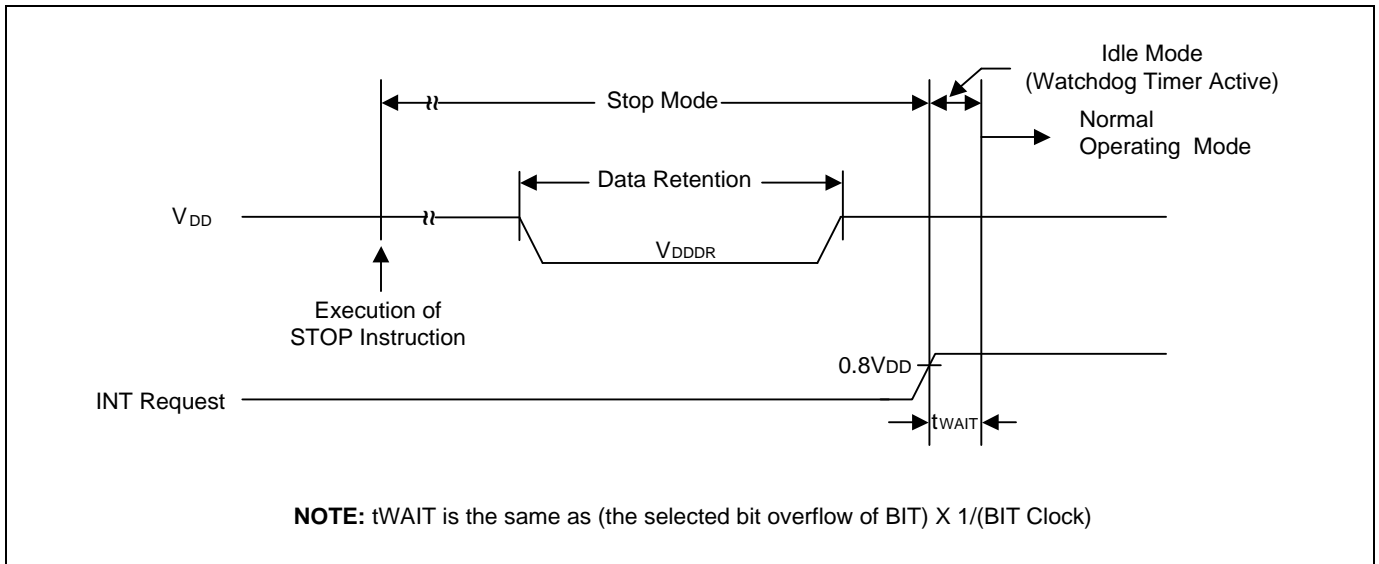 Idle Mode
(Watchdog Timer Active)
Stop Mode
Normal
Operating Mode
Data Retention
VDD
VDDDR
Execution of
STOP Instruction
0.8VDD
INT Request
tWAIT
NOTE: tWAIT is the same as (the selected bit overflow of BIT) X 1/(BIT Clock)